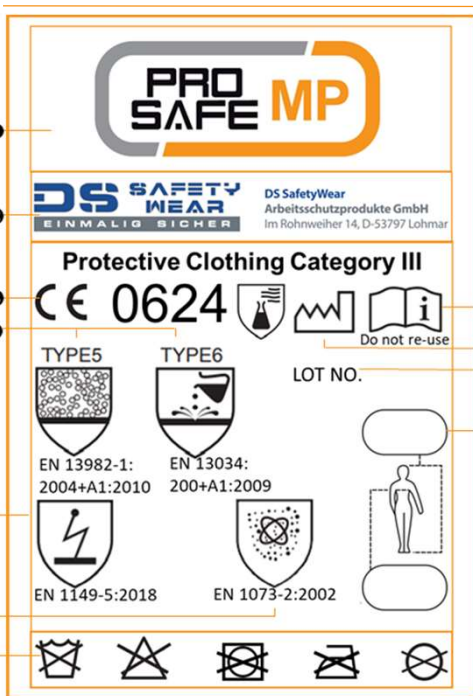 PRO
SAFE MP
DS SAFETY
WEAR
EINMALIG SICHER
DS SafetyWear
Arbeitsschutzprodukte GmbH
Im Rohnweiher 14, D-53797 Lohmar
Protective Clothing Category III
CE 0624
i
Do not re-use
TYPE5 TYPE6
LOT NO.
EN 13982-1:
2004+A1:2010
EN 13034:
200+A1:2009
EN 1149-5:2018
EN 1073-2:2002